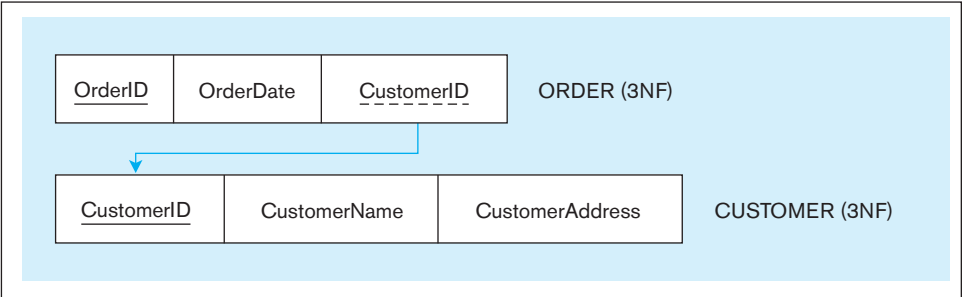 OrderID OrderDate CustomerID ORDER (3NF)
CustomerID CustomerName CustomerAddress CUSTOMER (3NF)